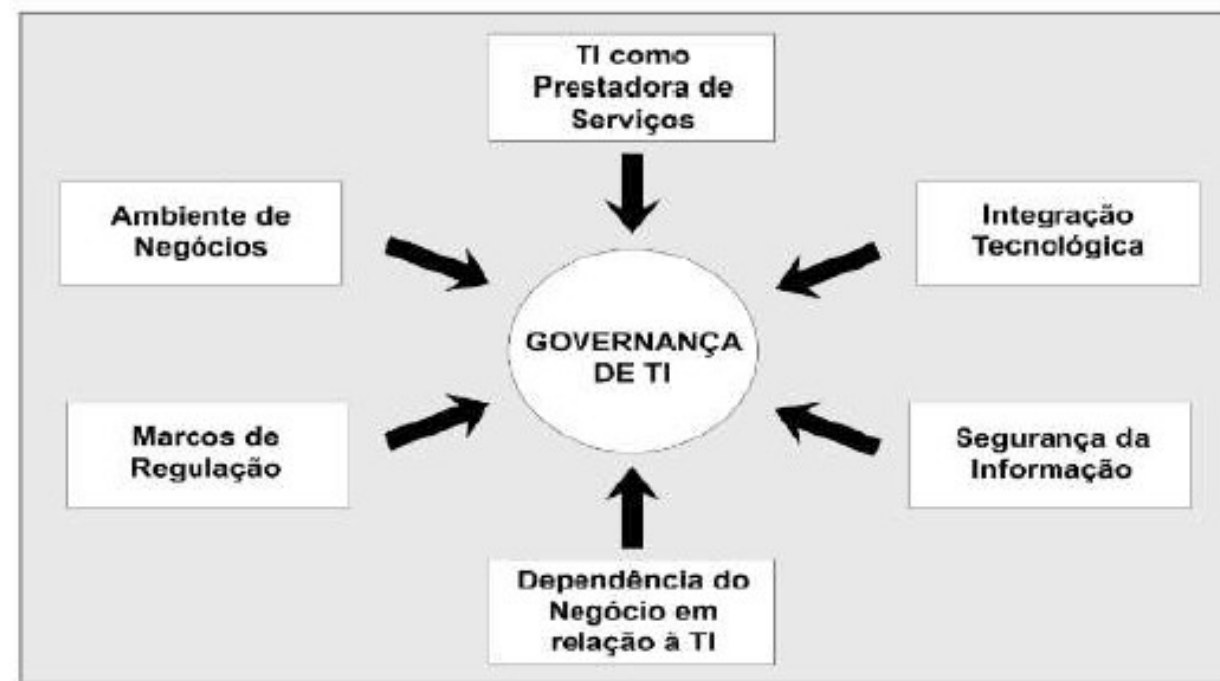 TI como
Prestadora de
Serviços
Ambiente de
Negócios
Integração
Tecnológica
GOVERNANÇA
DE TI
Marcos de
Regulação
Segurança da
Informação
Dependência do
Negócio em
relação à TI